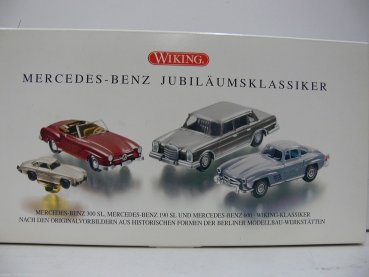 WIKING
MERCEDES-BENZ JUBILÄUMSKLASSIKER
MERCEDES-BENZ 300 SL, MERCEDES-BENZ 190 SL UND MERCEDES-BENZ 600 · WIKING-KLASSIKER
NACH DEN ORIGINALVORBILDERN AUS HISTORISCHEN FORMEN DER BERLINER MODELLBAU-WERKSTÄTTEN